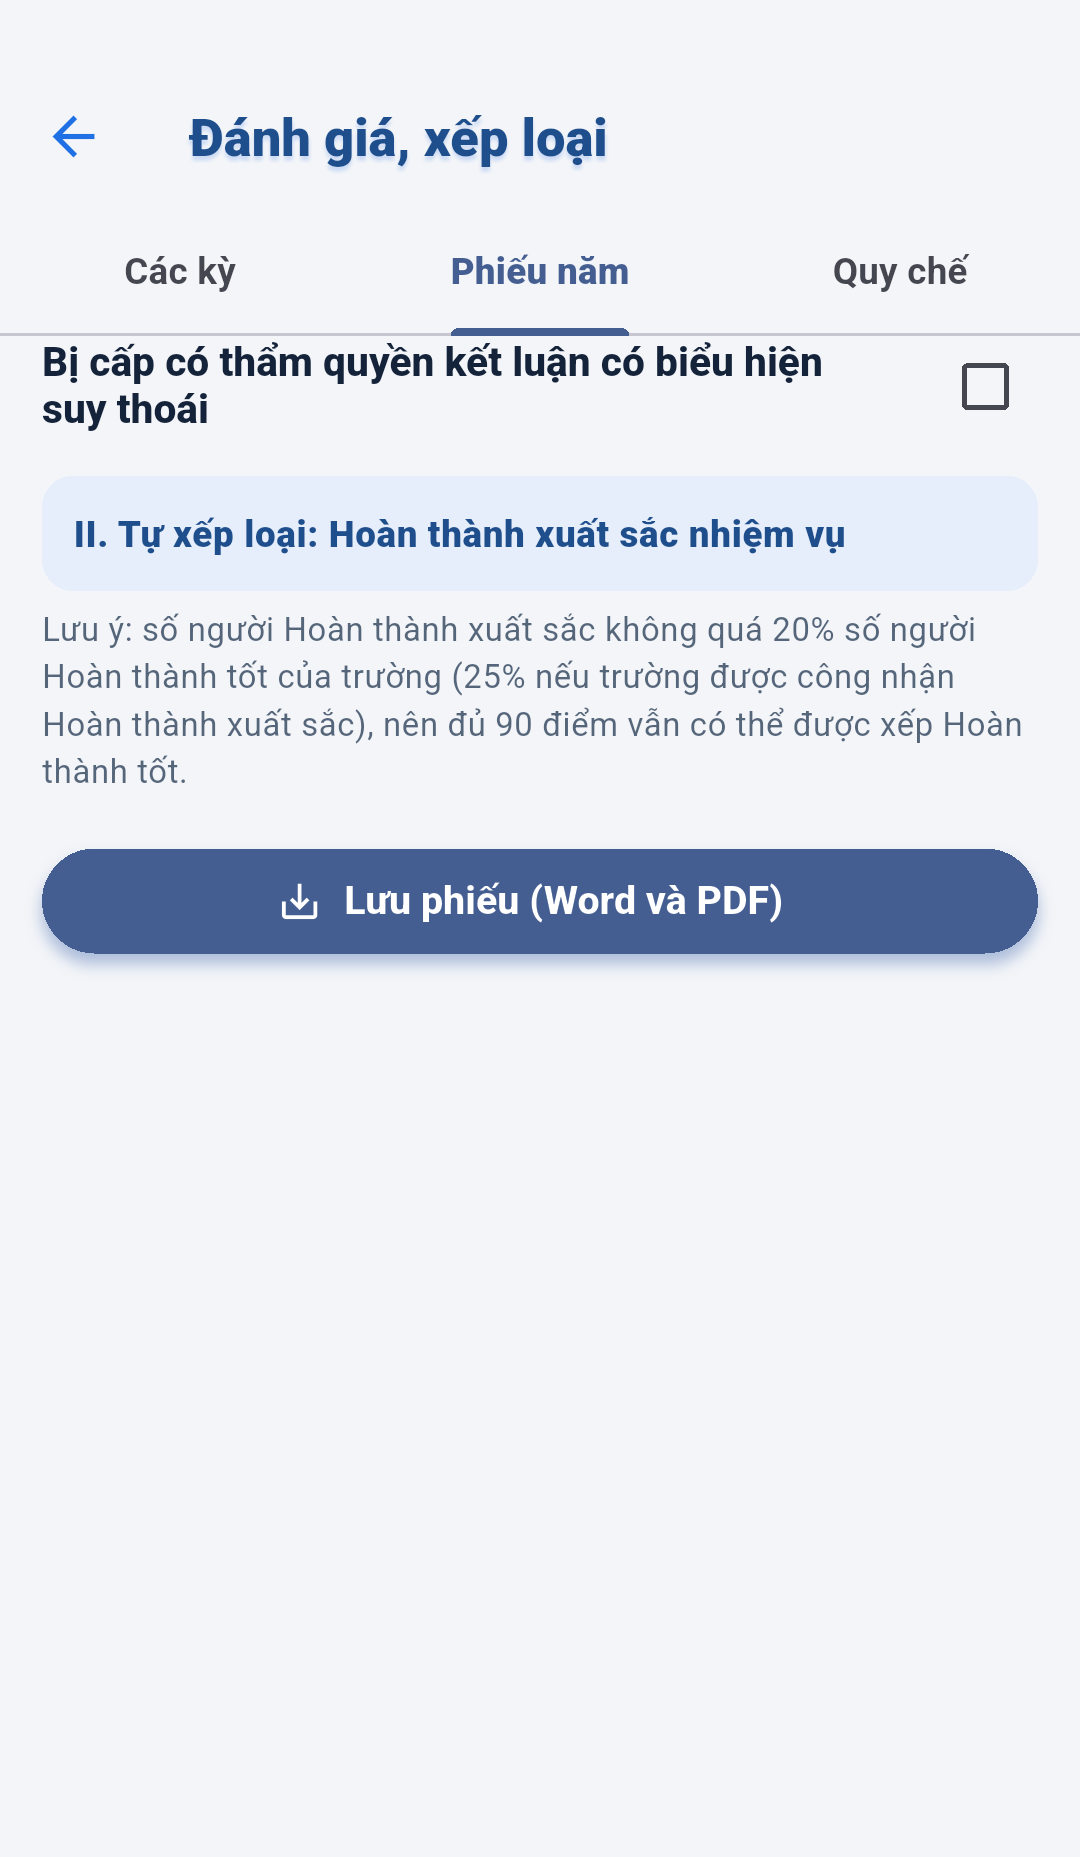 Đánh giá, xếp loại
Các kỳ
Phiếu năm
Quy chế
Bị cấp có thẩm quyền kết luận có biểu hiện
suy thoái
II. Tự xếp loại: Hoàn thành xuất sắc nhiệm vụ
Lưu ý: số người Hoàn thành xuất sắc không quá 20% số người
Hoàn thành tốt của trường (25% nếu trường được công nhận
Hoàn thành xuất sắc), nên đủ 90 điểm vẫn có thể được xếp Hoàn
thành tốt.
Lưu phiếu (Word và PDF)